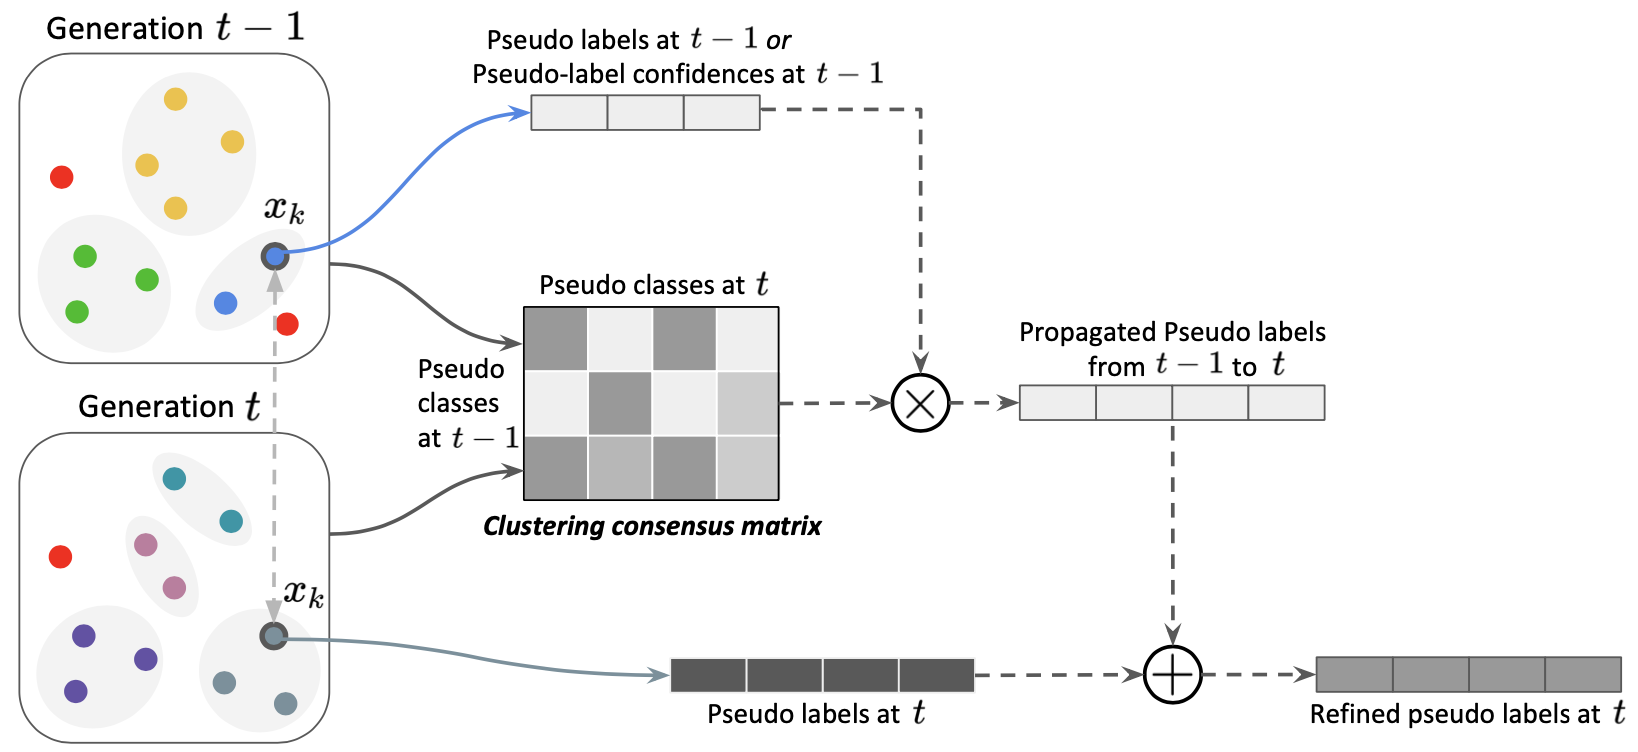 Generation t − 1
Pseudo labels at t − 1 or
Pseudo-label confidences at t − 1
x_k
Pseudo classes at t
Pseudo
classes
at t − 1
Propagated Pseudo labels
from t − 1 to t
Generation t
Clustering consensus matrix
x_k
Pseudo labels at t
Refined pseudo labels at t